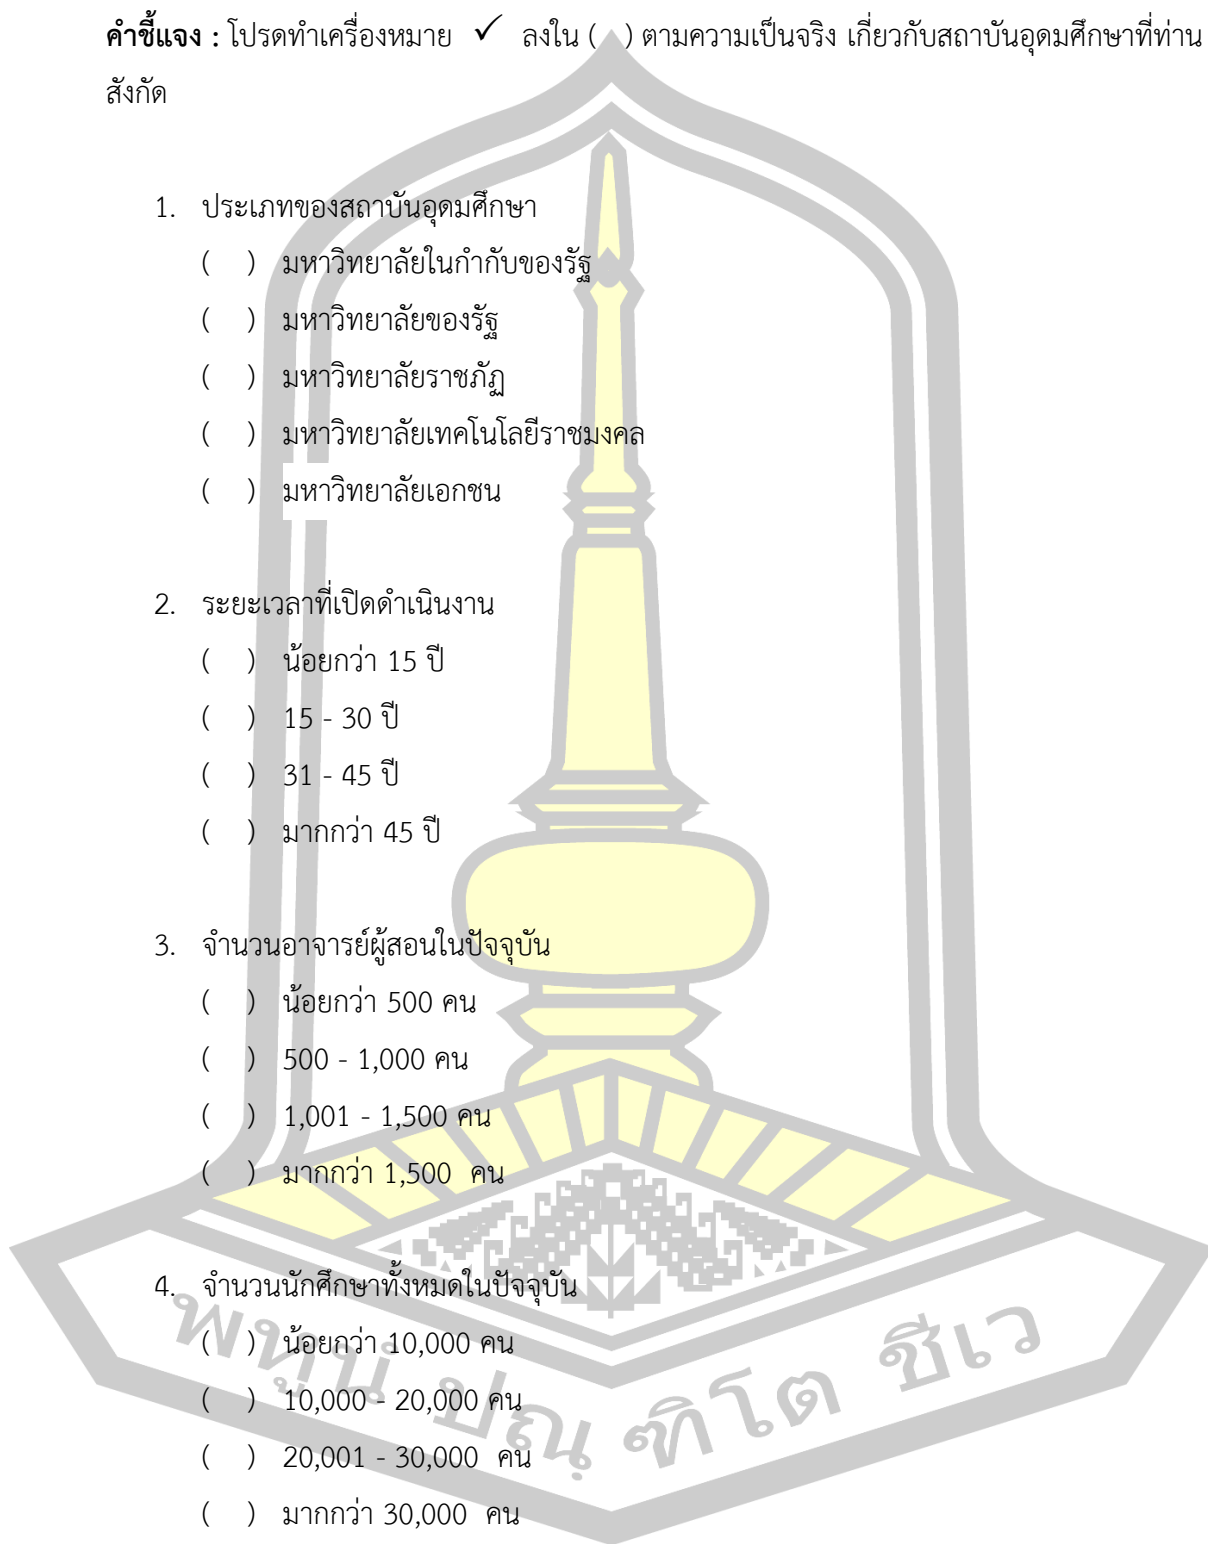 คำชี้แจง : โปรดทำเครื่องหมาย ✓ ลงใน ( ) ตามความเป็นจริง เกี่ยวกับสถาบันอุดมศึกษาที่ท่าน
สังกัด
1. ประเภทของสถาบันอุดมศึกษา
( ) มหาวิทยาลัยในกำกับของรัฐ
( ) มหาวิทยาลัยของรัฐ
( ) มหาวิทยาลัยราชภัฏ
( ) มหาวิทยาลัยเทคโนโลยีราชมงคล
( ) มหาวิทยาลัยเอกชน
2. ระยะเวลาที่เปิดดำเนินงาน
( ) น้อยกว่า 15 ปี
( ) 15 - 30 ปี
( ) 31 - 45 ปี
( ) มากกว่า 45 ปี
3. จำนวนอาจารย์ผู้สอนในปัจจุบัน
( ) น้อยกว่า 500 คน
( ) 500 - 1,000 คน
( ) 1,001 - 1,500 คน
( ) มากกว่า 1,500 คน
4. จำนวนนักศึกษาทั้งหมดในปัจจุบัน
( ) น้อยกว่า 10,000 คน
( ) 10,000 - 20,000 คน
( ) 20,001 - 30,000 คน
( ) มากกว่า 30,000 คน
พหูนํ ปณฺฑิโต ชีเว